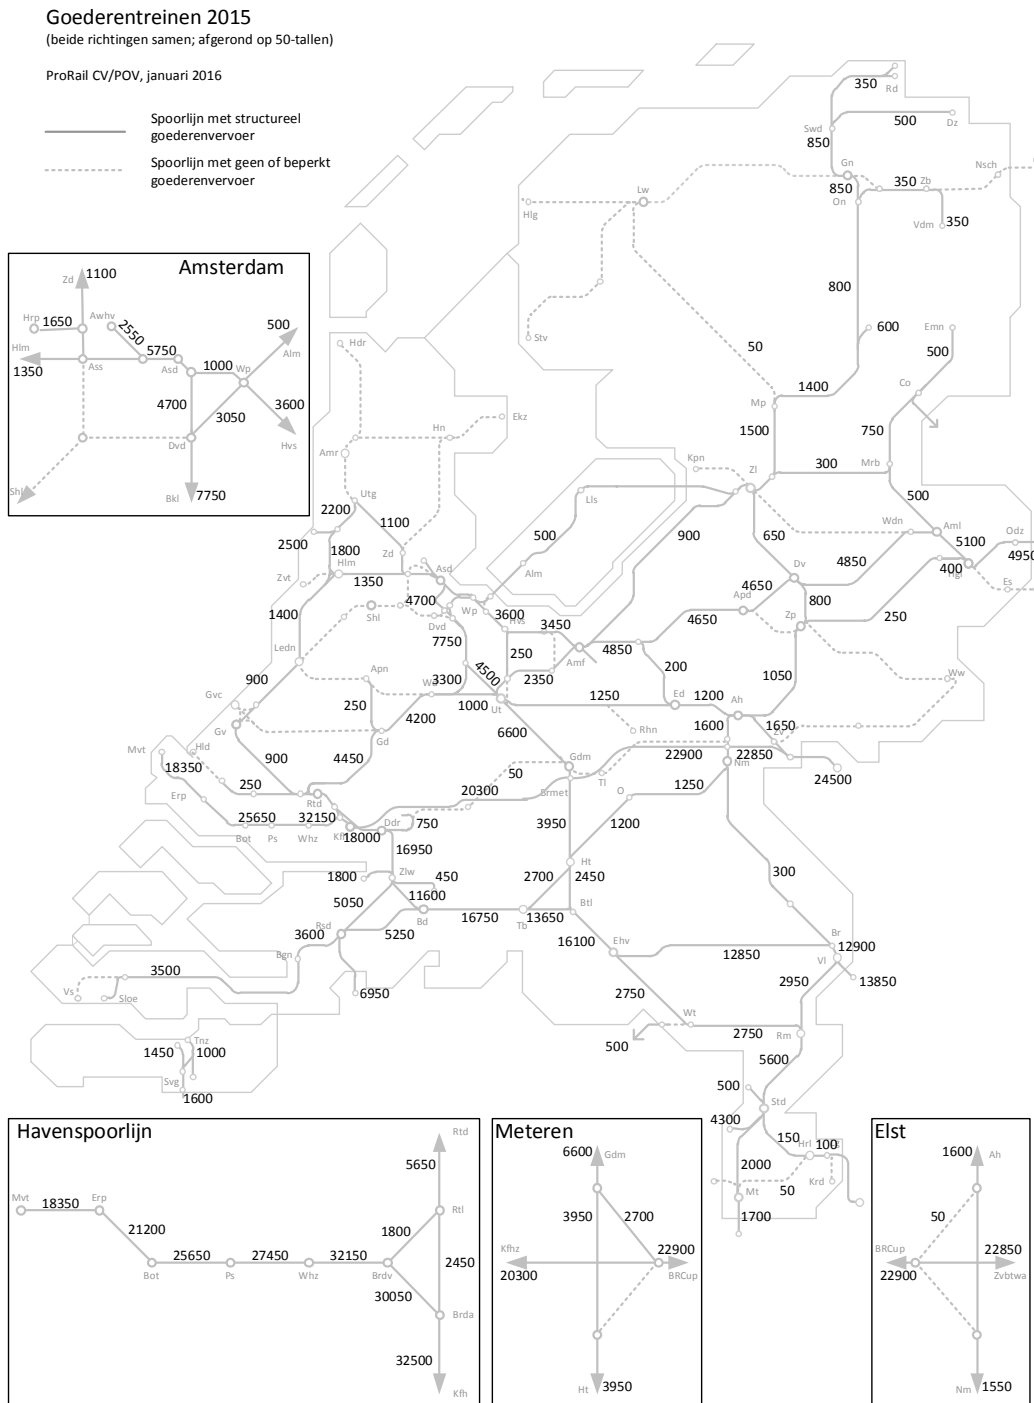 Goederentreinen 2015
(beide richtingen samen; afgerond op 50-tallen)
ProRail CV/POV, januari 2016
Spoorlijn met structureel
goederenvervoer
Spoorlijn met geen of beperkt
goederenvervoer
350
Rd
500
Dz
Swd
850
Gn
850
On
350
Zb
Nsch
Vdm
350
Lw
Hlg
Stv
800
600
Emn
500
50
1400
Co
Mp
1500
750
Mrb
300
Kpn
Zl
500
Amsterdam
Zd
1100
Hrp
1650
Awhv
2550
500
Hlm
1350
Ass
5750
Asd
1000
Wp
Alm
4700
3050
3600
Dvd
Hvs
Shl
Bkl
7750
Hdr
Hn
Ekz
Amr
Utg
2200
1100
2500
1800
Zd
Zvt
Hlm
1350
Asd
Lls
500
Alm
900
650
Wdn
Aml
Odz
5100
4950
4850
400
Hgl
Es
Dv
4650
Apd
800
Zp
250
4650
1400
Shl
4700
Wp
Dvd
3600
Hvs
3450
7750
250
Amf
4850
Ledn
Apn
4500
2350
200
1050
Ww
900
Gvc
Gv
250
Gd
4200
3300
1000
Ut
1250
Ed
1200
Ah
1650
Rhn
1600
Zv
6600
Mvt
Hld
18350
900
4450
Gdm
50
22900
22850
Nm
24500
Erp
250
Rtd
20300
Brmet
Tl
O
1250
25650
32150
Bot
Ps
Whz
18000
Ddr
750
3950
1200
16950
Ht
1800
Zlw
450
2700
2450
5050
11600
Bd
16750
Tb
13650
Btl
300
Rsd
5250
3600
Bgn
16100
Ehv
12850
Br
12900
Vl
3500
Vs
Sloe
6950
2750
2950
13850
Wt
2750
Rm
500
5600
Tnz
1450
1000
Svg
1600
500
Std
4300
150
Hrl
100
2000
50
Krd
Mt
1700
Havenspoorlijn
Rtd
5650
Mvt
18350
Erp
Rtl
21200
1800
25650
27450
32150
2450
Bot
Ps
Whz
Brdv
30050
Brda
32500
Kfh
Meteren
6600
Gdm
3950
2700
Kfhz
22900
20300
BRCup
Ht
3950
Elst
1600
Ah
50
BRCup
22850
22900
Zvbtwa
Nm
1550